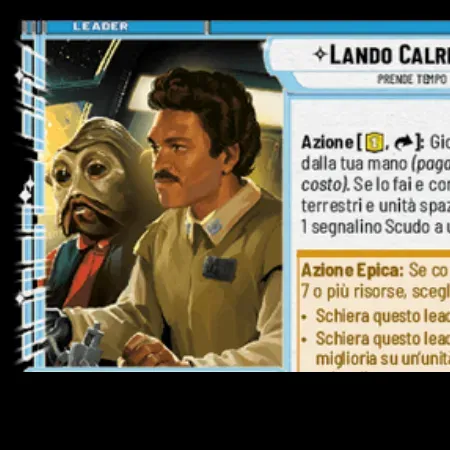 LEADER
LANDO CALR
PRENDE TEMPO
Azione [1, ]: Gio
dalla tua mano (paga
costo). Se lo fai e con
terrestri e unità spaz
1 segnalino Scudo a u
Azione Epica: Se co
7 o più risorse, scegl
• Schiera questo lead
• Schiera questo lead
miglioria su un'unità